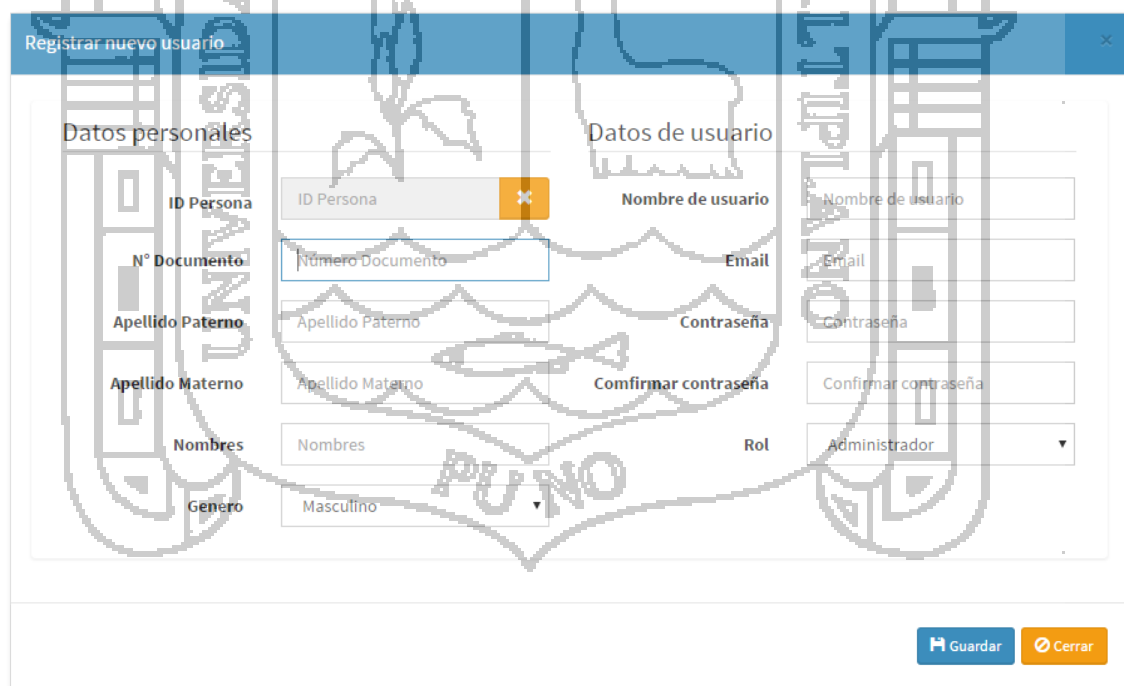 Registrar nuevo usuario
×
Datos personales
ID Persona
ID Persona
N° Documento
Número Documento
Apellido Paterno
Apellido Paterno
Apellido Materno
Apellido Materno
Nombres
Nombres
Genero
Masculino
Datos de usuario
Nombre de usuario
Nombre de usuario
Email
Email
Contraseña
Contraseña
Comfirmar contraseña
Confirmar contraseña
Rol
Administrador
Guardar
Cerrar
PUNO